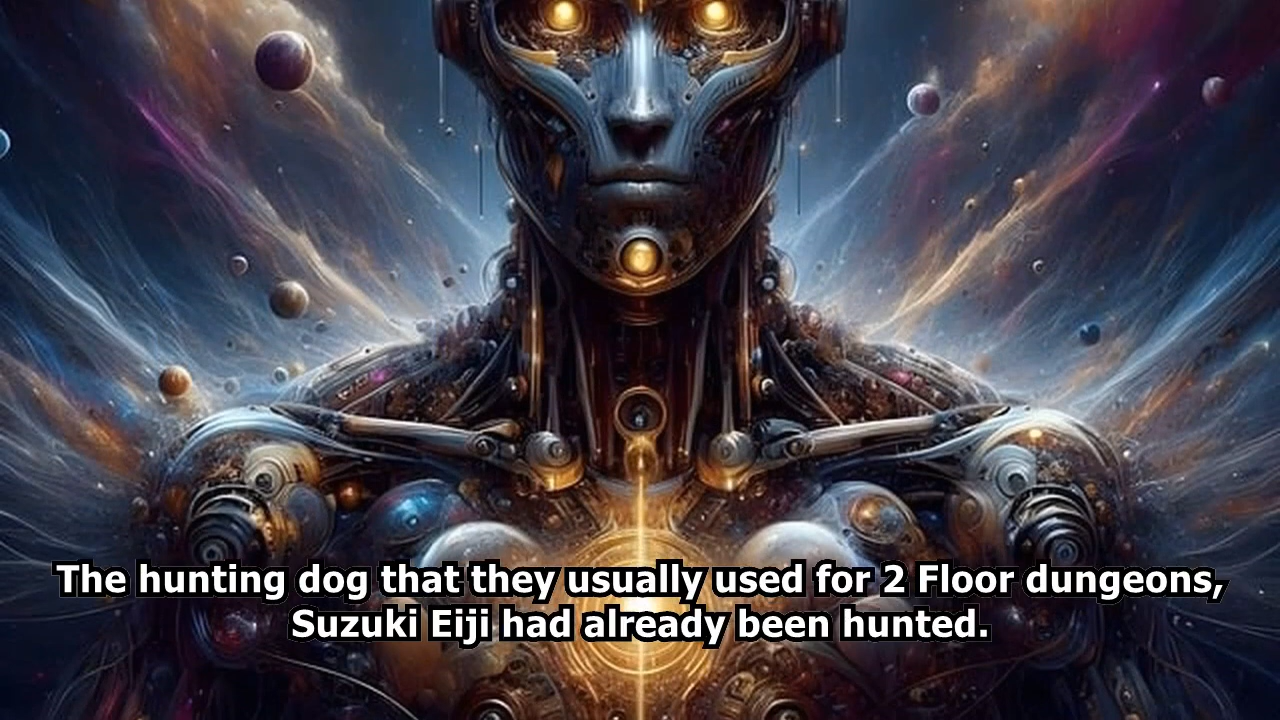 The hunting dog that they usually used for 2 Floor dungeons,
Suzuki Eiji had already been hunted.